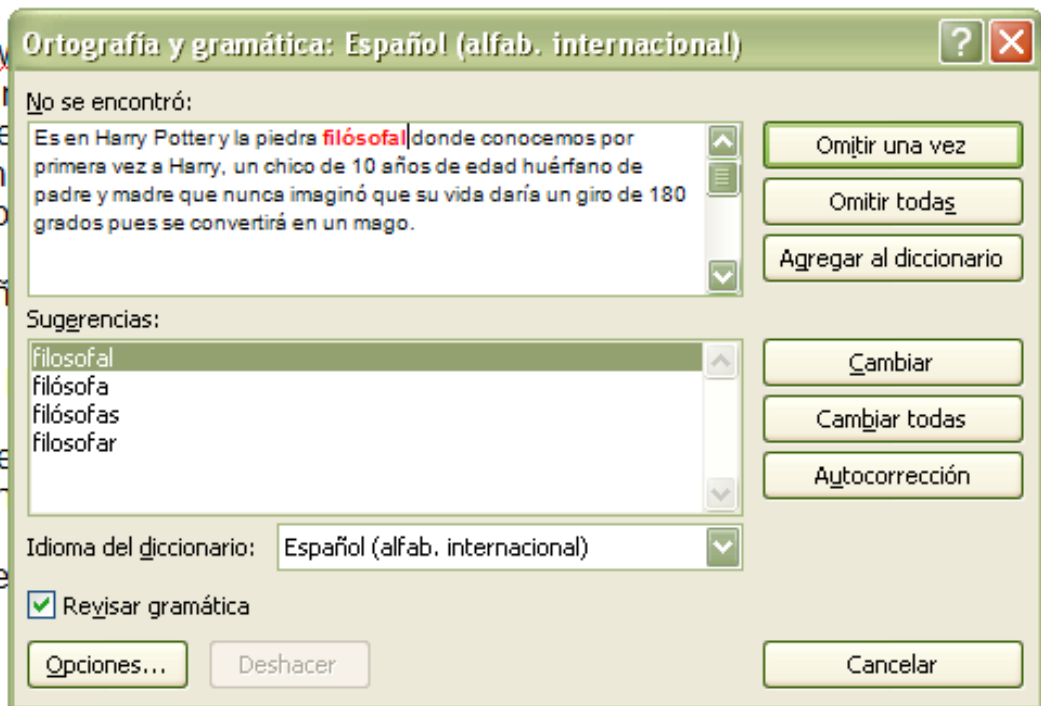 Ortografía y gramática: Español (alfab. internacional)
No se encontró:
Es en Harry Potter y la piedra filósofal donde conocemos por
primera vez a Harry, un chico de 10 años de edad huérfano de
padre y madre que nunca imaginó que su vida daría un giro de 180
grados pues se convertirá en un mago.
Omitir una vez
Omitir todas
Agregar al diccionario
Sugerencias:
filosofal
filósofa
filósofas
filosofar
Cambiar
Cambiar todas
Autocorrección
Idioma del diccionario: Español (alfab. internacional)
Revisar gramática
Opciones... Deshacer Cancelar